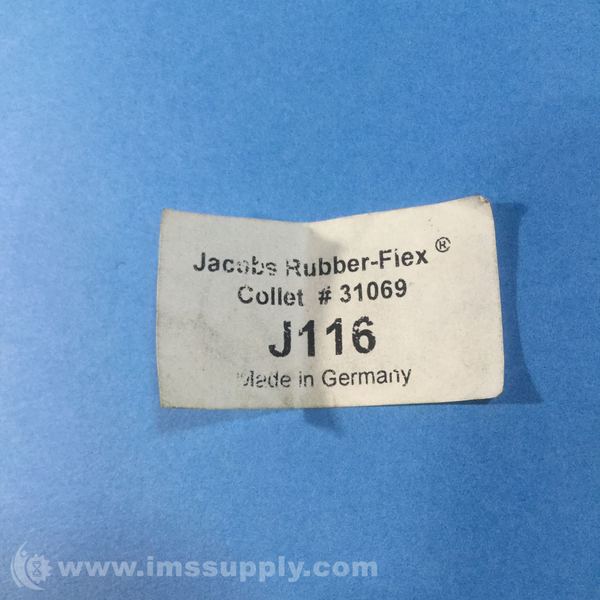 Jacobs Rubber-Flex ®
Collet # 31069
J116
Made in Germany
www.imssupply.com